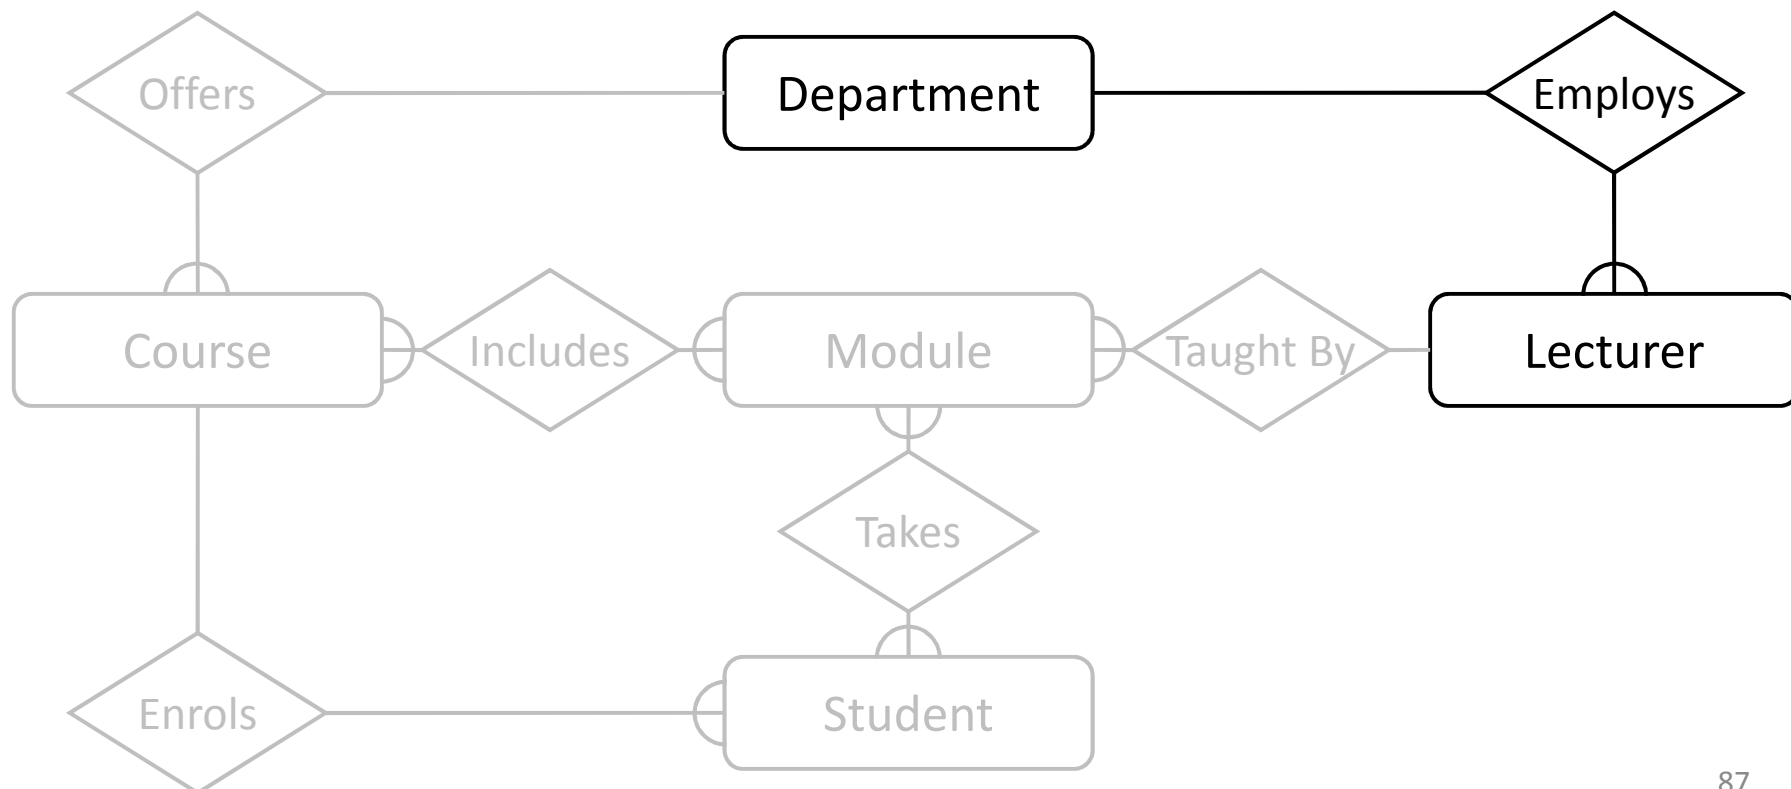 Offers
Department
Employs
Course
Includes
Module
Taught By
Lecturer
Takes
Enrols
Student
87